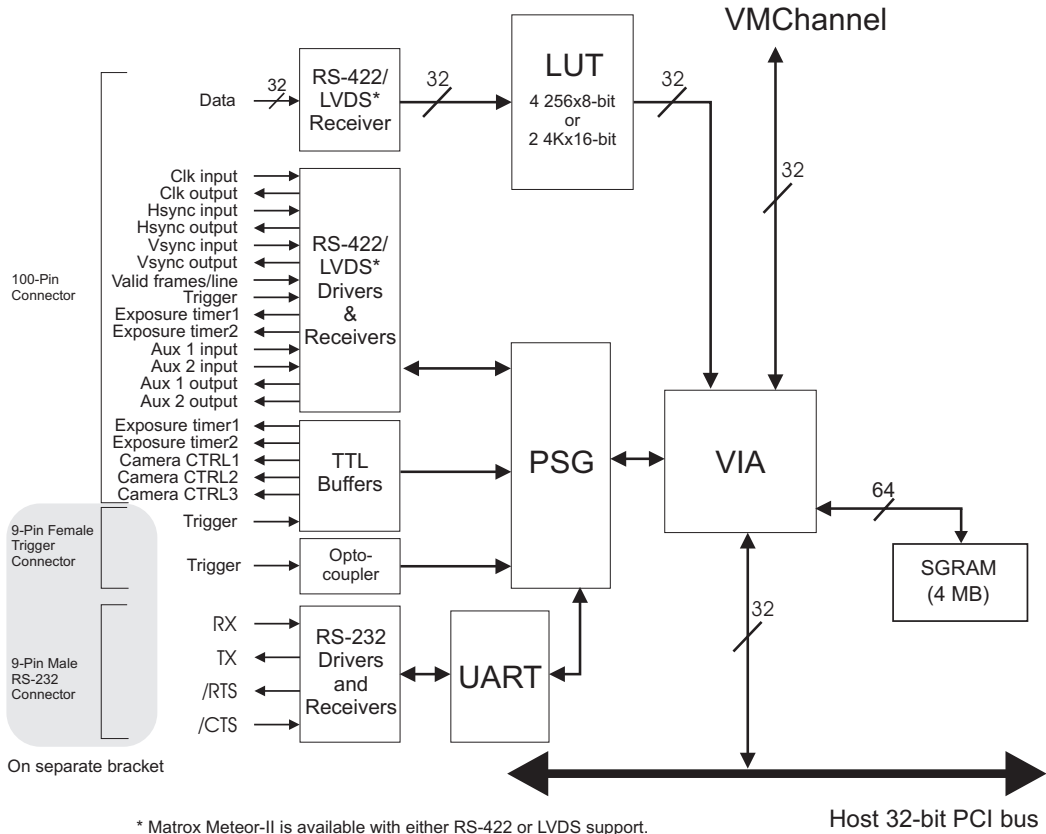 VMChannel
Data
32
RS-422/
LVDS*
Receiver
32
LUT
4 256x8-bit
or
2 4Kx16-bit
32
32
100-Pin
Connector
Clk input
Clk output
Hsync input
Hsync output
Vsync input
Vsync output
Valid frames/line
Trigger
Exposure timer1
Exposure timer2
Aux 1 input
Aux 2 input
Aux 1 output
Aux 2 output
RS-422/
LVDS*
Drivers
&
Receivers
Exposure timer1
Exposure timer2
Camera CTRL1
Camera CTRL2
Camera CTRL3
TTL
Buffers
PSG
VIA
64
SGRAM
(4 MB)
9-Pin Female
Trigger
Connector
Trigger
Trigger
Opto-
coupler
32
9-Pin Male
RS-232
Connector
RX
TX
/RTS
/CTS
RS-232
Drivers
and
Receivers
UART
On separate bracket
Host 32-bit PCI bus
* Matrox Meteor-II is available with either RS-422 or LVDS support.